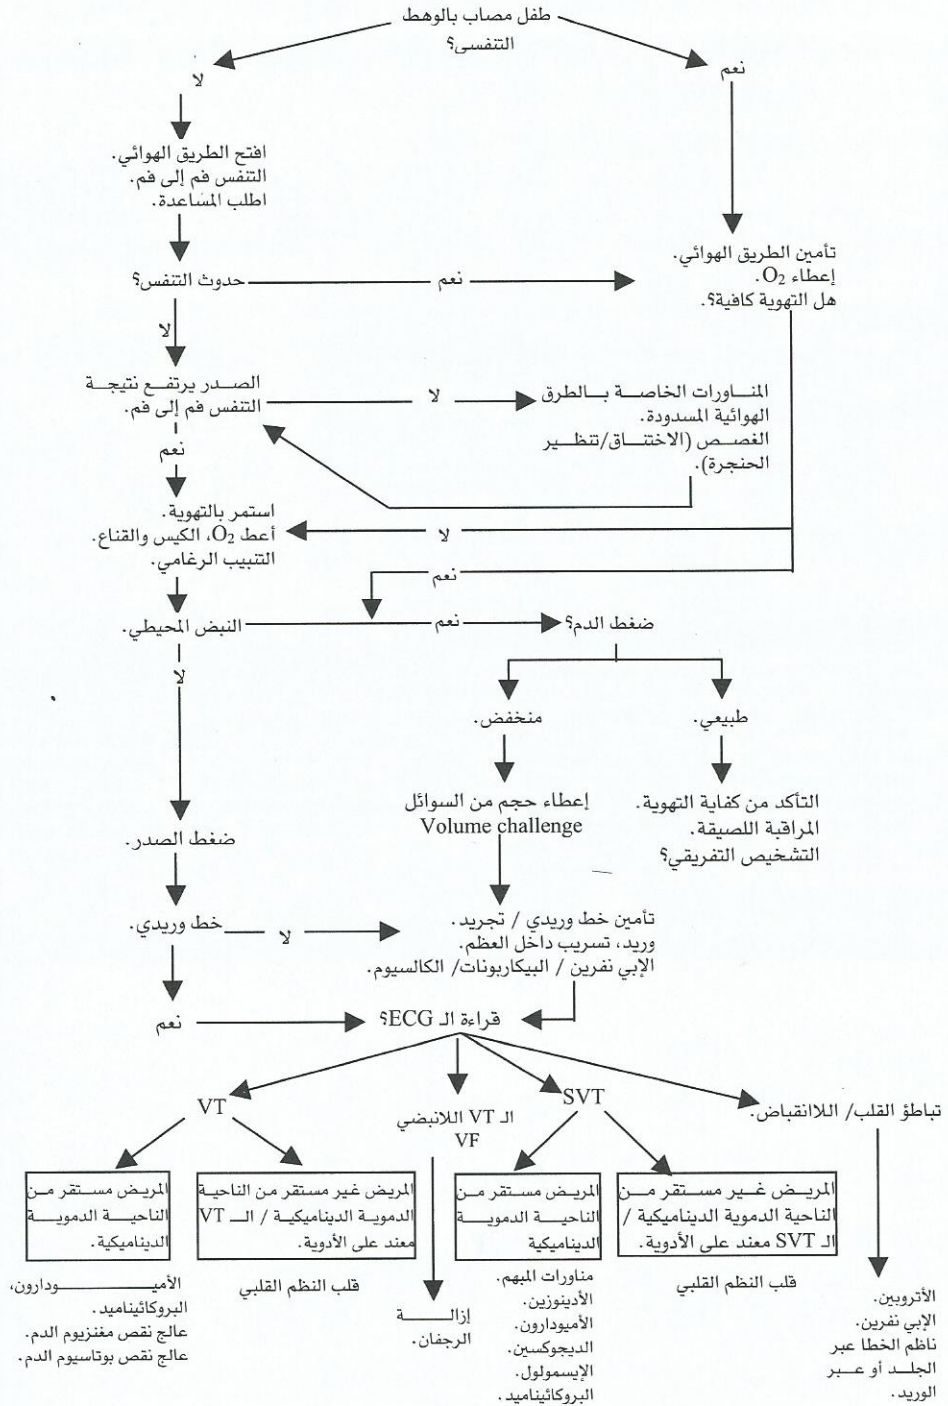 طفل مصاب بالوهط
التنفسي؟
لا
نعم
افتح الطريق الهوائي.
التنفس فم إلى فم.
اطلب المساعدة.
تأمين الطريق الهوائي.
إعطاء O2.
هل التهوية كافية؟.
حدوث التنفس؟
نعم
لا
الصدر يرتفع نتيجة
التنفس فم إلى فم.
لا
المناورات الخاصة بالطرق
الهوائية المسدودة.
الغصص (الاختناق/تنظير
الحنجرة).
نعم
استمر بالتهوية.
أعط O2، الكيس والقناع.
التنبيب الرغامي.
لا
نعم
النبض المحيطي.
نعم
ضغط الدم؟
لا
منخفض.
طبيعي.
إعطاء حجم من السوائل
Volume challenge
التأكد من كفاية التهوية.
المراقبة اللصيقة.
التشخيص التفريقي؟
ضغط الصدر.
خط وريدي.
لا
تأمين خط وريدي / تجريد.
وريد، تسريب داخل العظم.
الإبي نفرين / البيكاربونات/ الكالسيوم.
نعم
قراءة الـ ECG؟
VT
الـ VT اللانبضي
VF
SVT
تباطؤ القلب/ اللاانقباض.
المريض مستقر من
الناحية الدموية
الديناميكية.
المريض غير مستقر من الناحية
الدموية الديناميكية / الـ VT
معند على الأدوية.
المريض مستقر من
الناحية الدموية
الديناميكية
المريض غير مستقر من
الناحية الدموية الديناميكية /
الـ SVT معند على الأدوية.
الأميودارون،
البروكائيناميد.
عالج نقص مغنزيوم الدم.
عالج نقص بوتاسيوم الدم.
قلب النظم القلبي
إزالة
الرجفان.
مناورات المبهم.
الأدينوزين.
الأميودارون.
الديجوكسين.
الإيسمولول.
البروكائيناميد.
قلب النظم القلبي
الأتروبين.
الإبي نفرين.
ناظم الخطا عبر
الجلد أو عبر
الوريد.